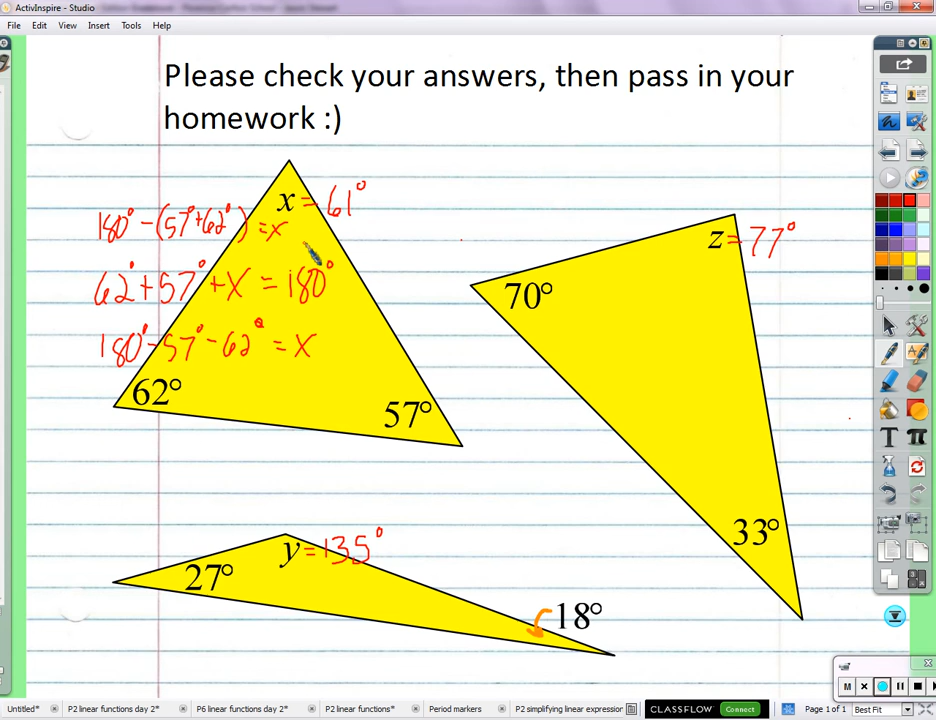 ActivInspire - Studio
File Edit View Insert Tools Help
Please check your answers, then pass in your
homework :)
x = 61°
180° - (57° + 62°) = x
62° + 57° + x = 180°
180° - 57° - 62° = x
62°
57°
z = 77°
70°
33°
y = 135°
27°
18°
T π
M
Untitled* P2 linear functions day 2* P6 linear functions day 2* P2 linear functions* Period markers P2 simplifying linear expression CLASSFLOW Connect Page 1 of 1 Best Fit